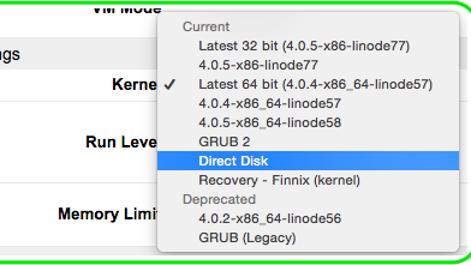 VM Mode
Current
Latest 32 bit (4.0.5-x86-linode77)
ngs
4.0.5-x86-linode77
Kerne ✓ Latest 64 bit (4.0.4-x86_64-linode57)
4.0.4-x86_64-linode57
4.0.5-x86_64-linode58
Run Leve
GRUB 2
Direct Disk
Recovery - Finnix (kernel)
Deprecated
Memory Limi
4.0.2-x86_64-linode56
GRUB (Legacy)